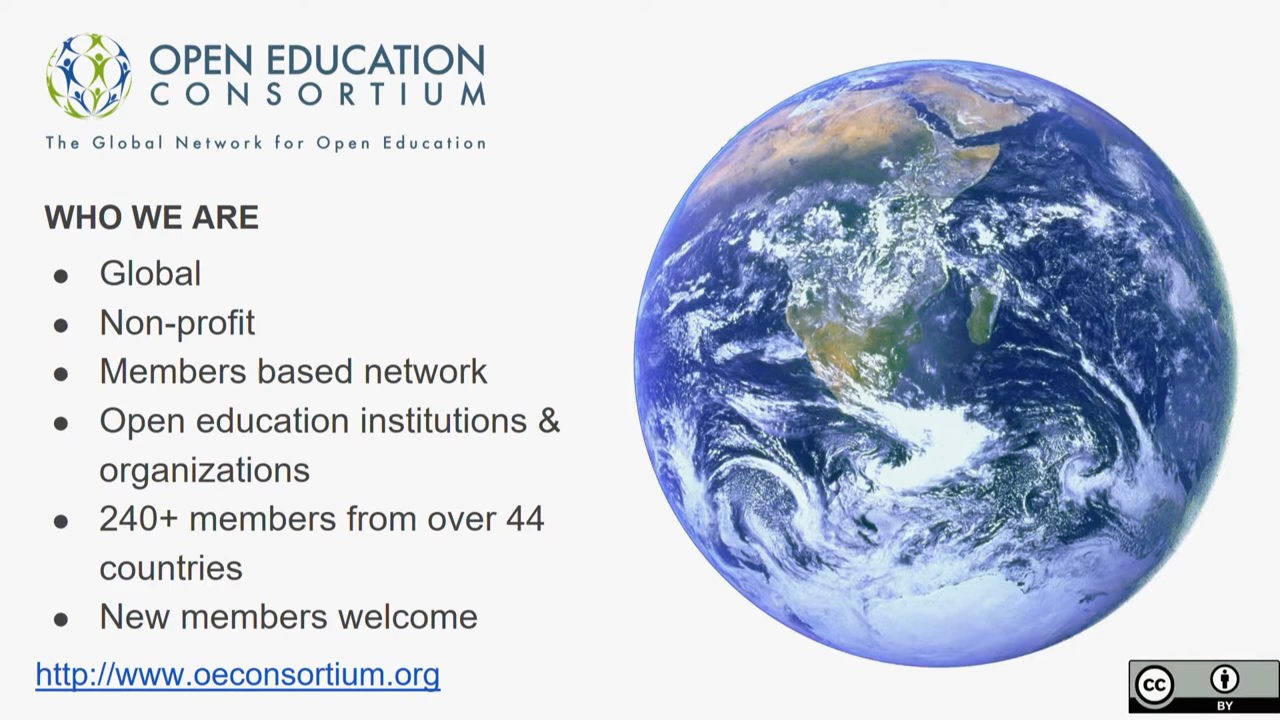 OPEN EDUCATION
CONSORTIUM
The Global Network for Open Education
WHO WE ARE
● Global
● Non-profit
● Members based network
● Open education institutions &
organizations
● 240+ members from over 44
countries
● New members welcome
http://www.oeconsortium.org
cc
BY